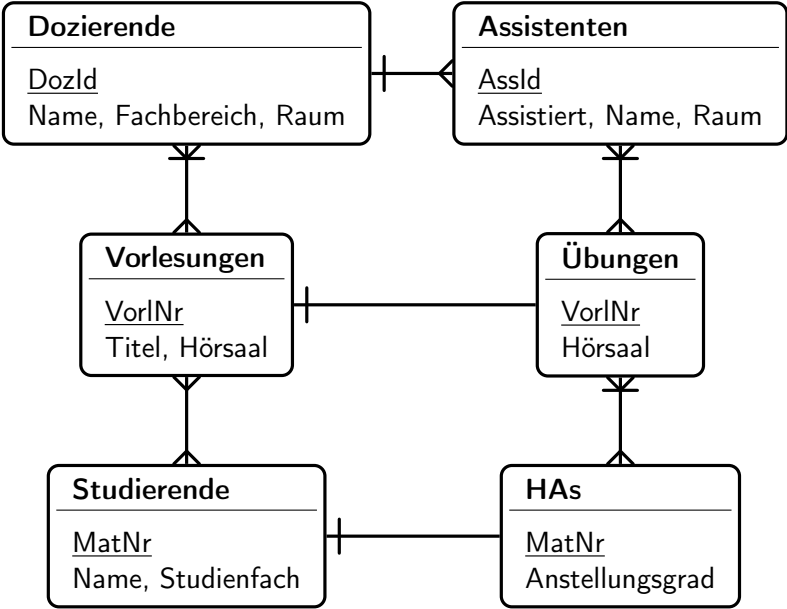 Dozierende
DozId
Name, Fachbereich, Raum
Assistenten
AssId
Assistiert, Name, Raum
Vorlesungen
VorlNr
Titel, Hörsaal
Übungen
VorlNr
Hörsaal
Studierende
MatNr
Name, Studienfach
HAs
MatNr
Anstellungsgrad